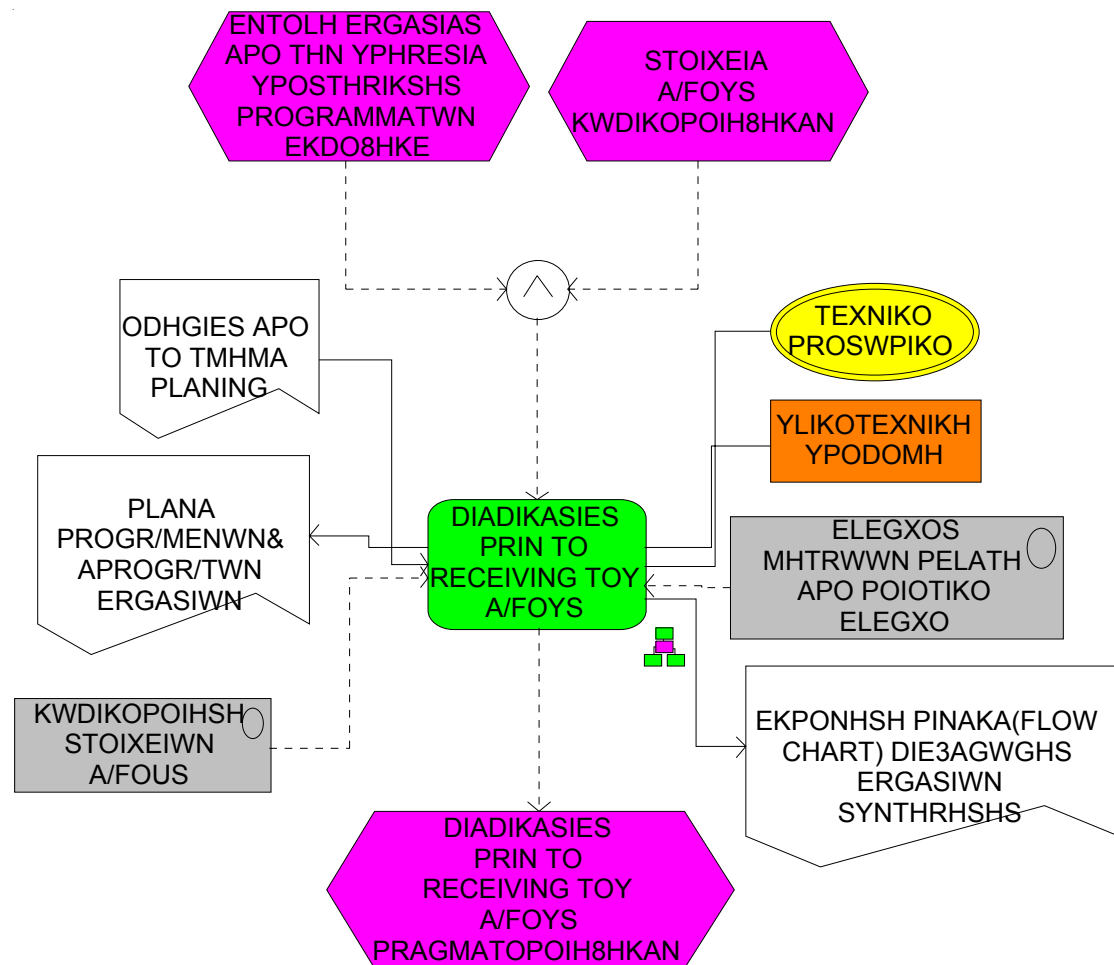 ENTOLH ERGASIAS
APO THN YPHRESIA
YPOSTHRIKSHS
PROGRAMMATWN
EKDO8HKE
STOIXEIA
A/FOYS
KWDIKOPOIH8HKAN
ODHGIES APO
TO TMHMA
PLANING
TEXNIKO
PROSWPIKO
YLIKOTEXNIKH
YPODOMH
PLANA
PROGR/MENWN&
APROGR/TWN
ERGASIWN
DIADIKASIES
PRIN TO
RECEIVING TOY
A/FOYS
ELEGXOS
MHTRWWN PELATH
APO POIOTIKO
ELEGXO
KWDIKOPOIHSH
STOIXEIWN
A/FOUS
EKPONHSH PINAKA(FLOW
CHART) DIE3AGWGHS
ERGASIWN
SYNTHRHSHS
DIADIKASIES
PRIN TO
RECEIVING TOY
A/FOYS
PRAGMATOPOIH8HKAN